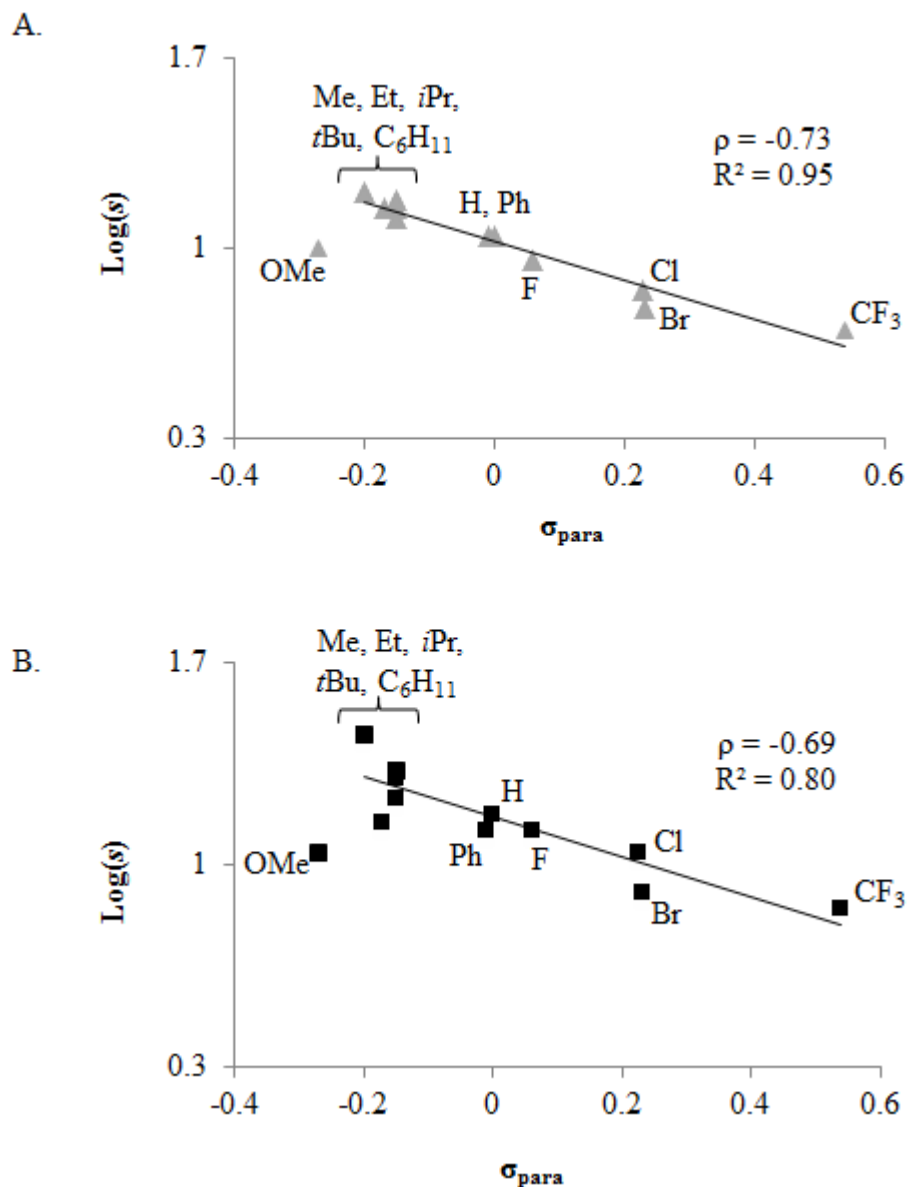 A.
1.7
Me, Et, iPr,
tBu, C₆H₁₁
ρ = -0.73
R² = 0.95
H, Ph
Log(s)
1
OMe
F
Cl
Br
CF₃
0.3
-0.4
-0.2
0
0.2
0.4
0.6
σpara
B.
Me, Et, iPr,
1.7
tBu, C₆H₁₁
ρ = -0.69
R² = 0.80
H
Log(s)
1
OMe
Ph
F
Cl
Br
CF₃
0.3
-0.4
-0.2
0
0.2
0.4
0.6
σpara